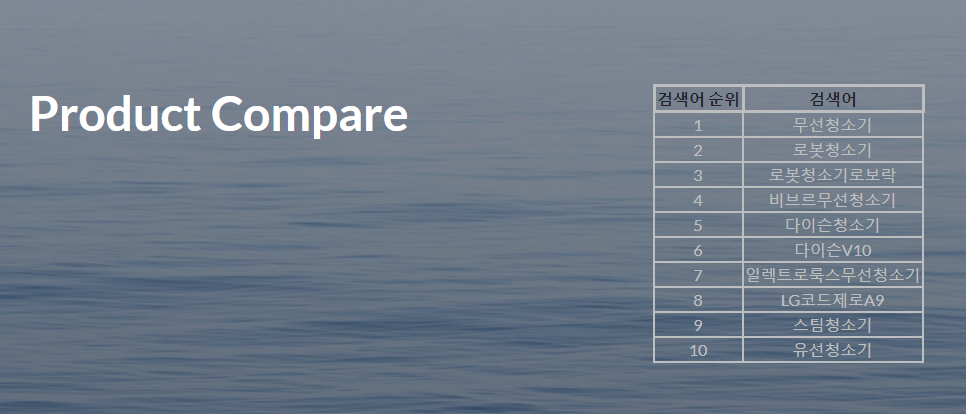 Product Compare
검색어 순위 검색어
1 무선청소기
2 로봇청소기
3 로봇청소기로보락
4 비브르무선청소기
5 다이슨청소기
6 다이슨V10
7 일렉트로룩스무선청소기
8 LG코드제로A9
9 스팀청소기
10 유선청소기